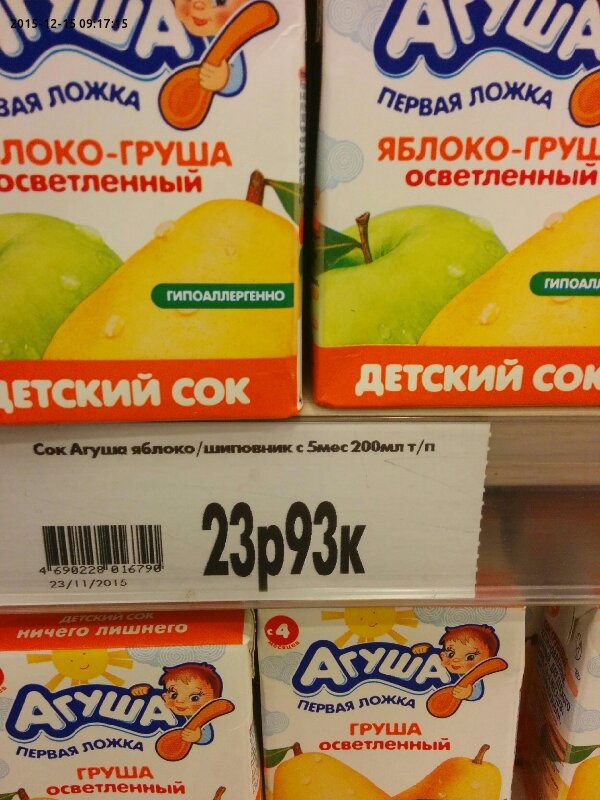 2015-12-15 09:17:15
АГУША
ПЕРВАЯ ЛОЖКА
ЯБЛОКО-ГРУША
осветленный
ГИПОАЛЛЕРГЕННО
ДЕТСКИЙ СОК
АГУША
ПЕРВАЯ ЛОЖКА
ЯБЛОКО-ГРУША
осветленный
ГИПОАЛЛ
ДЕТСКИЙ СОК
Сок Агуша яблоко/шиповник с 5мес 200мл т/п
23р93к
4 690228 016790
23/11/2015
ДЕТСКИЙ СОК
ничего лишнего
АГУША
ПЕРВАЯ ЛОЖКА
ГРУША
осветленный
с 4
месяцев
АГУША
ПЕРВАЯ ЛОЖКА
ГРУША
осветленный